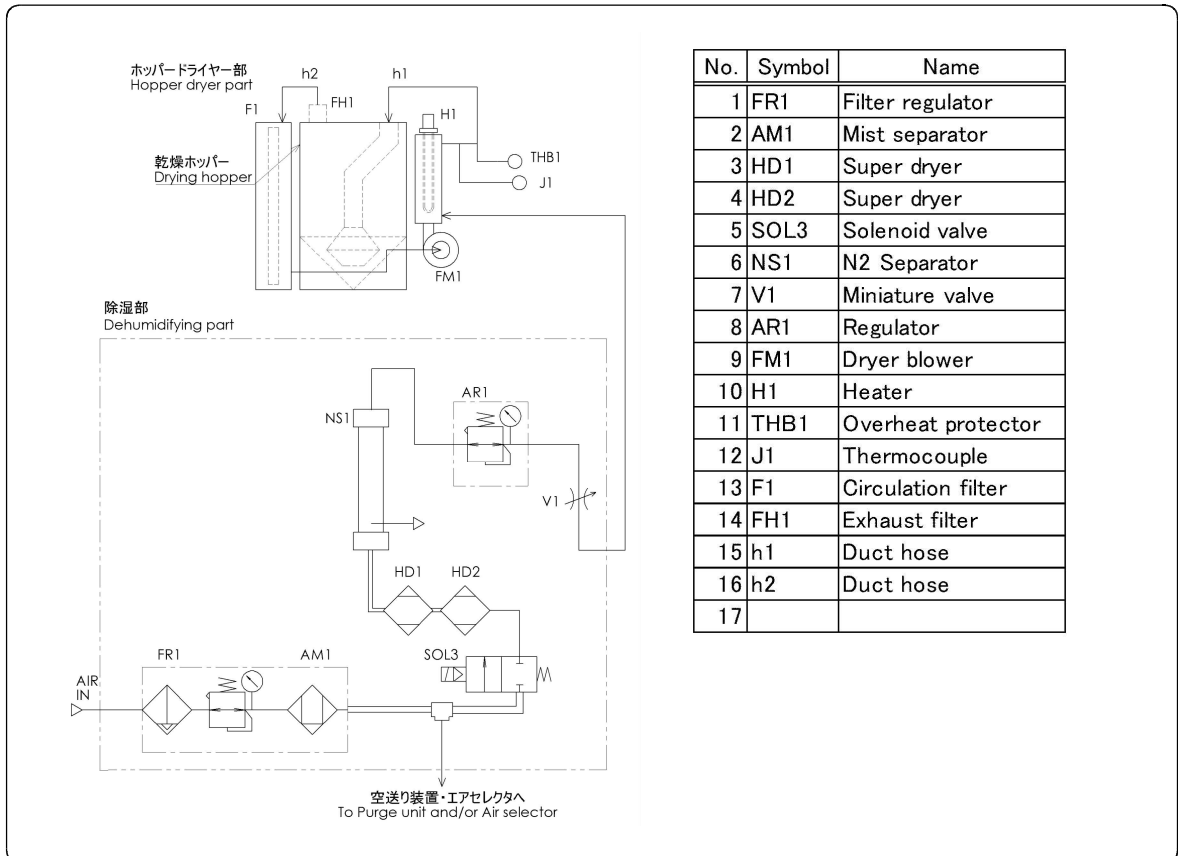 ホッパードライヤー部
Hopper dryer part
h2
h1
F1
FH1
H1
乾燥ホッパー
Drying hopper
THB1
J1
FM1
除湿部
Dehumidifying part
NS1
AR1
V1
HD1
HD2
FR1
AM1
SOL3
AIR
IN
空送り装置・エアセレクタへ
To Purge unit and/or Air selector
No. Symbol Name
1 FR1 Filter regulator
2 AM1 Mist separator
3 HD1 Super dryer
4 HD2 Super dryer
5 SOL3 Solenoid valve
6 NS1 N2 Separator
7 V1 Miniature valve
8 AR1 Regulator
9 FM1 Dryer blower
10 H1 Heater
11 THB1 Overheat protector
12 J1 Thermocouple
13 F1 Circulation filter
14 FH1 Exhaust filter
15 h1 Duct hose
16 h2 Duct hose
17